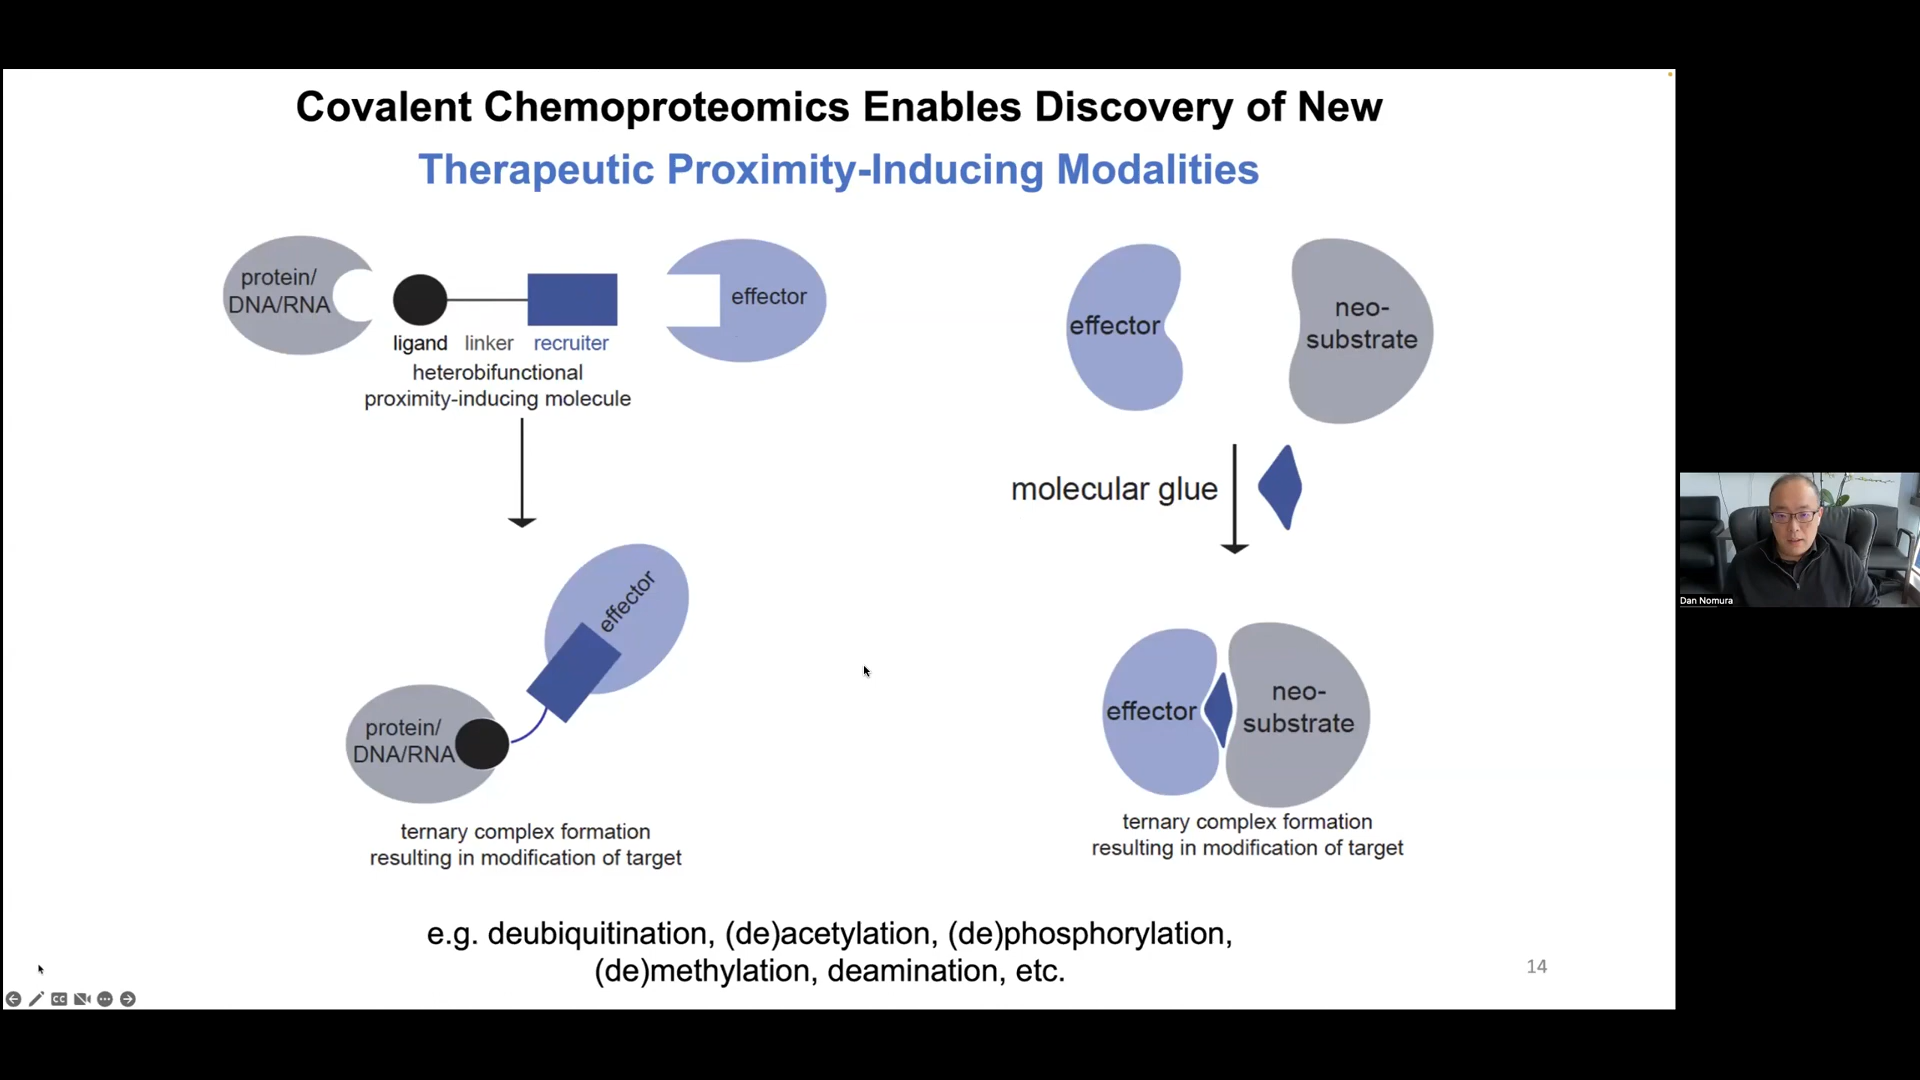 Covalent Chemoproteomics Enables Discovery of New
Therapeutic Proximity-Inducing Modalities
protein/
DNA/RNA
ligand linker recruiter
heterobifunctional
proximity-inducing molecule
effector
effector
protein/
DNA/RNA
ternary complex formation
resulting in modification of target
effector
neo-
substrate
molecular glue
effector
neo-
substrate
ternary complex formation
resulting in modification of target
e.g. deubiquitination, (de)acetylation, (de)phosphorylation,
(de)methylation, deamination, etc.
14
CC
Dan Nomura